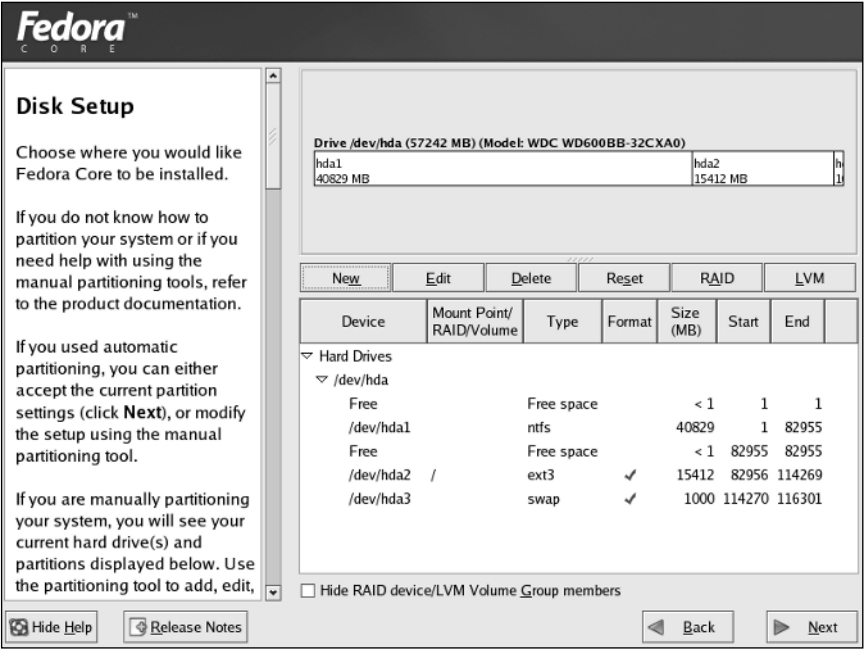 Fedora™
CORE
Disk Setup
Choose where you would like
Fedora Core to be installed.
If you do not know how to
partition your system or if you
need help with using the
manual partitioning tools, refer
to the product documentation.
If you used automatic
partitioning, you can either
accept the current partition
settings (click Next), or modify
the setup using the manual
partitioning tool.
If you are manually partitioning
your system, you will see your
current hard drive(s) and
partitions displayed below. Use
the partitioning tool to add, edit,
Drive /dev/hda (57242 MB) (Model: WDC WD600BB-32CXA0)
hda1 hda2
40829 MB 15412 MB
New Edit Delete Reset RAID LVM
Device Mount Point/ RAID/Volume Type Format Size (MB) Start End
Hard Drives
/dev/hda
Free Free space < 1 1 1
/dev/hda1 ntfs 40829 1 82955
Free Free space < 1 82955 82955
/dev/hda2 / ext3 ✔ 15412 82956 114269
/dev/hda3 swap ✔ 1000 114270 116301
Hide RAID device/LVM Volume Group members
Hide Help Release Notes Back Next